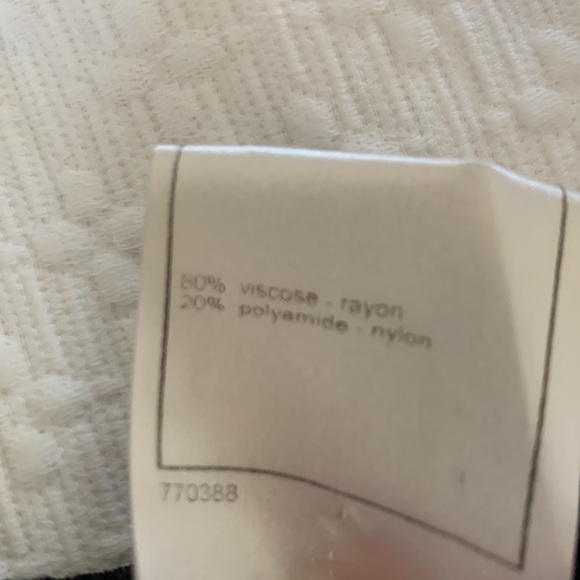 80% viscose - rayon
20% polyamide - nylon
770388